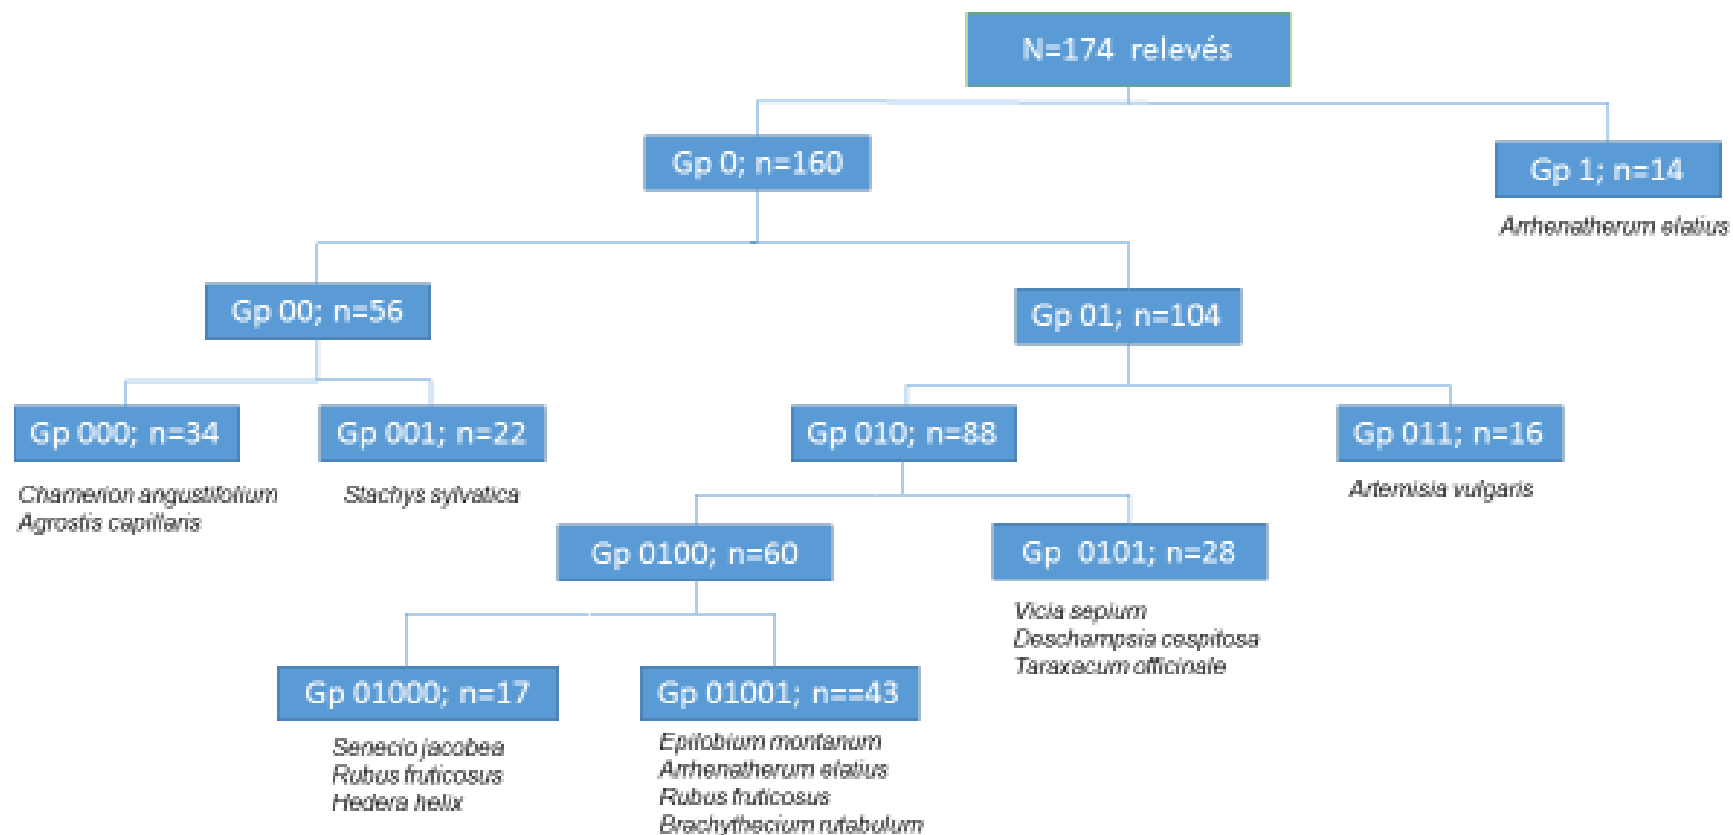 N=174 relevés
Gp 0; n=160
Gp 1; n=14
Arrhenatherum elatius
Gp 00; n=56
Gp 01; n=104
Gp 000; n=34
Gp 001; n=22
Gp 010; n=88
Gp 011; n=16
Chamerion angustifolium
Agrostis capillaris
Stachys sylvatica
Artemisia vulgaris
Gp 0100; n=60
Gp 0101; n=28
Vicia sepium
Deschampsia cespitosa
Taraxacum officinale
Gp 01000; n=17
Gp 01001; n==43
Senecio jacobea
Rubus fruticosus
Hedera helix
Epilobium montanum
Arrhenatherum elatius
Rubus fruticosus
Brachythecium rutabulum